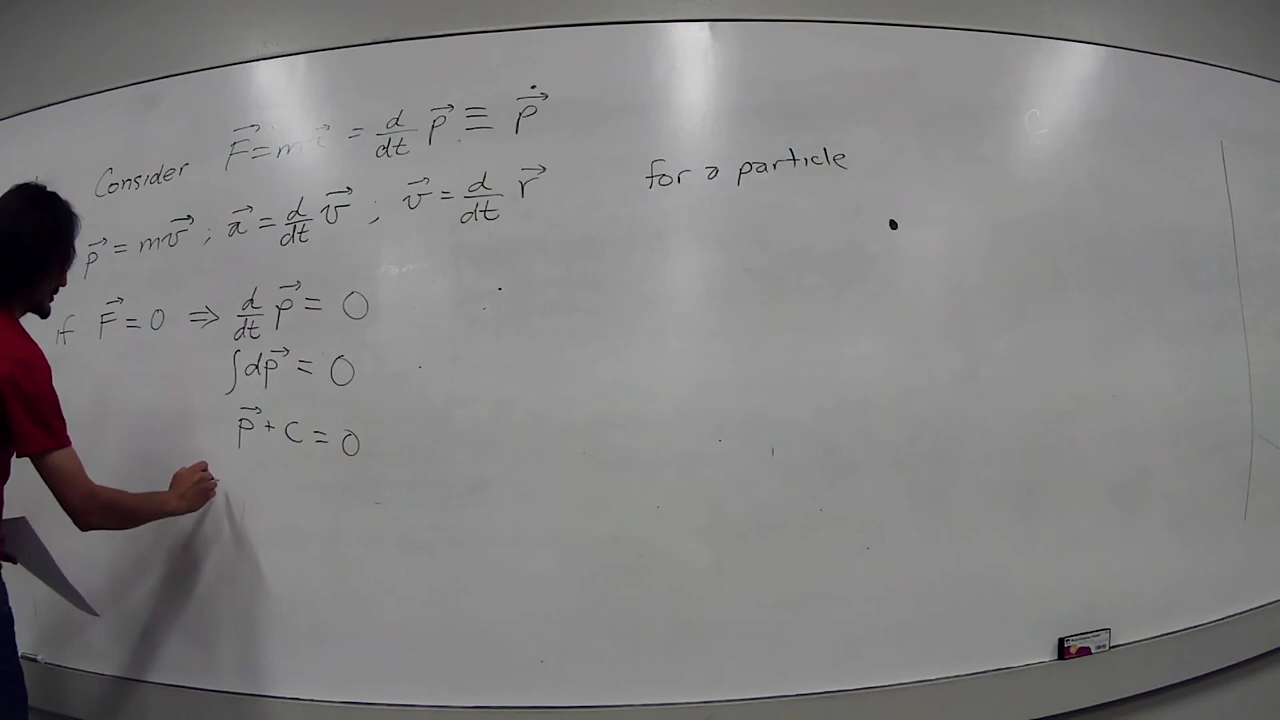 Consider F⃗ = ma⃗ = d/dt p⃗ ≡ p⃗̇
for a particle
p⃗ = mv⃗ ; a⃗ = d/dt v⃗ ; v⃗ = d/dt r⃗
if F⃗ = 0 ⇒ d/dt p⃗ = 0
∫dp⃗ = 0
p⃗ + C = 0